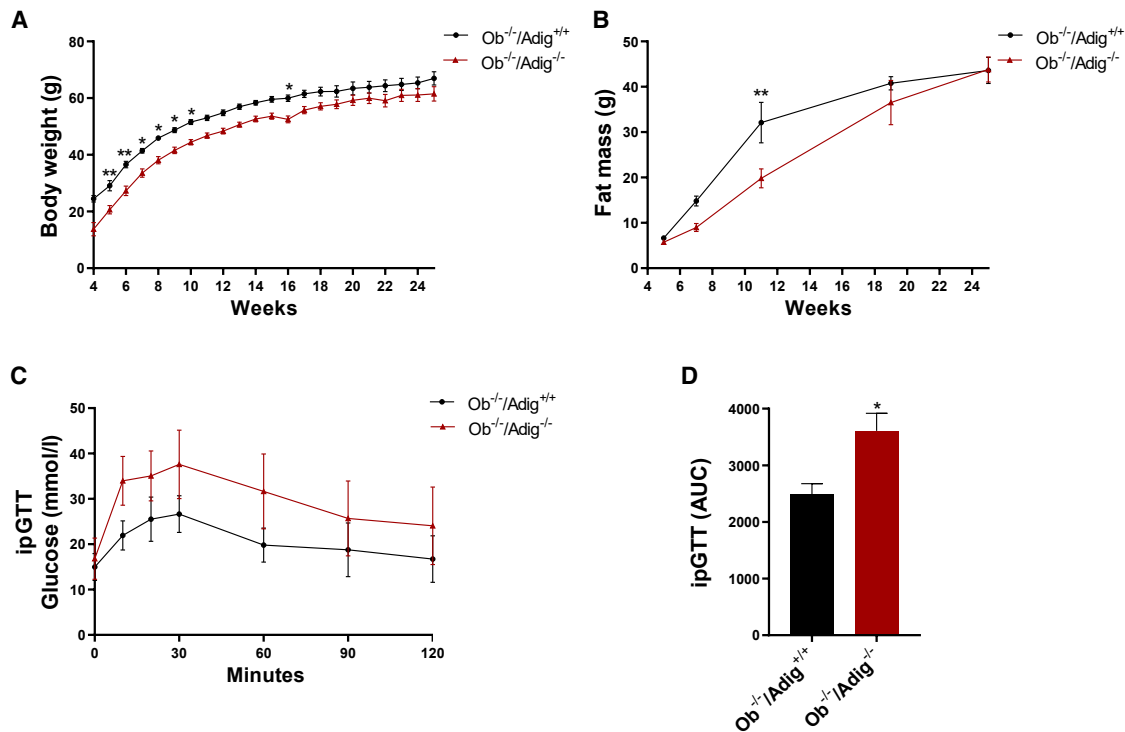 A
Ob-/-/Adig+/+
Ob-/-/Adig-/-
80
60
40
20
0
Body weight (g)
** ** * * * * *
4 6 8 10 12 14 16 18 20 22 24
Weeks
B
Ob-/-/Adig+/+
Ob-/-/Adig-/-
50
40
30
20
10
0
Fat mass (g)
**
4 6 8 10 12 14 16 18 20 22 24
Weeks
C
Ob-/-/Adig+/+
Ob-/-/Adig-/-
50
40
30
20
10
0
ipGTT
Glucose (mmol/l)
0 30 60 90 120
Minutes
D
4000
3000
2000
1000
0
ipGTT (AUC)
*
Ob-/-/Adig+/+
Ob-/-/Adig-/-